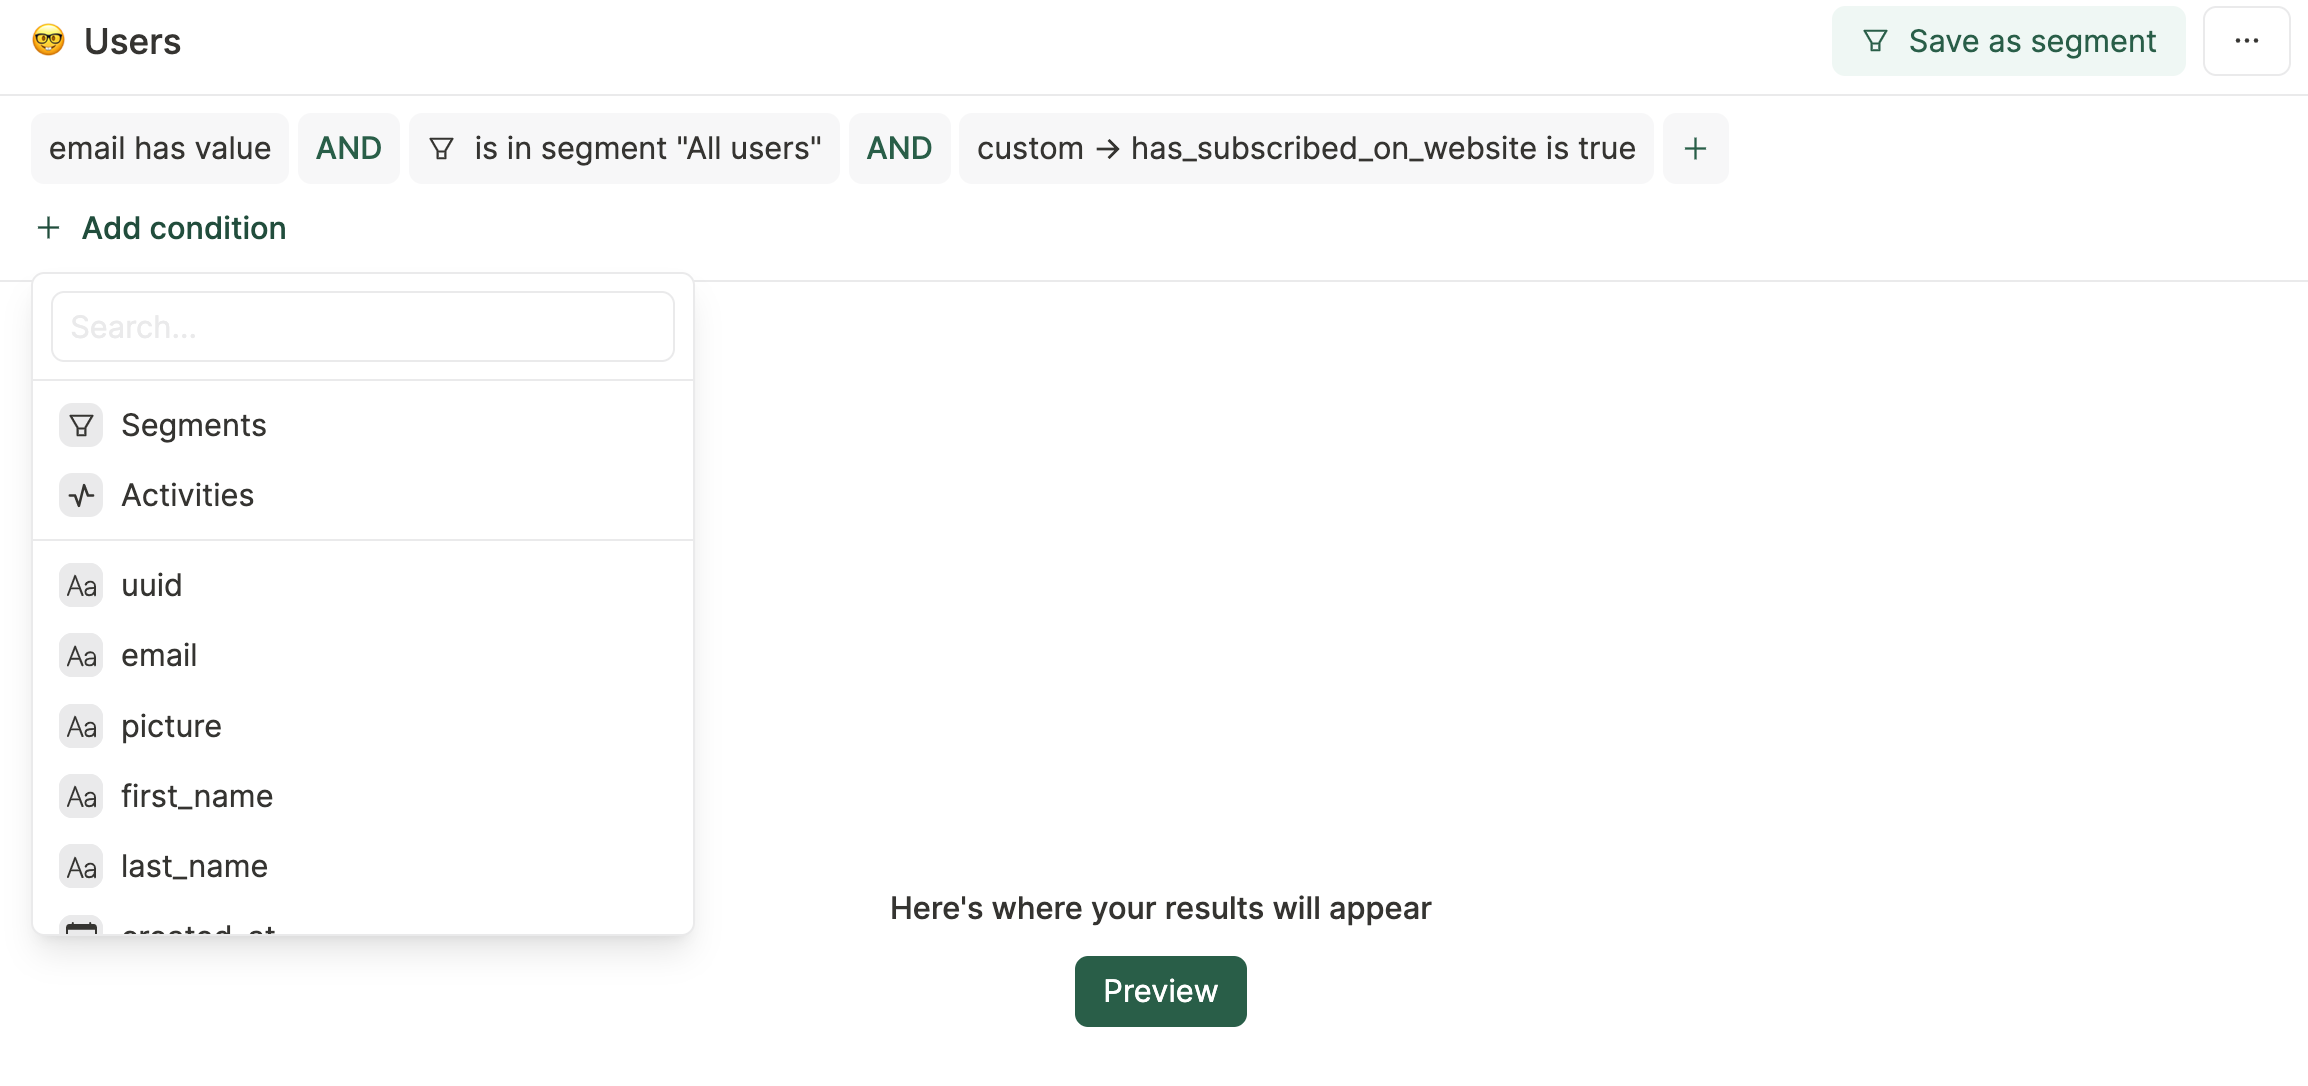 Users
Save as segment
email has value AND is in segment "All users" AND custom → has_subscribed_on_website is true +
+ Add condition
Search...
Segments
Activities
Aa uuid
Aa email
Aa picture
Aa first_name
Aa last_name
created_at
Here's where your results will appear
Preview